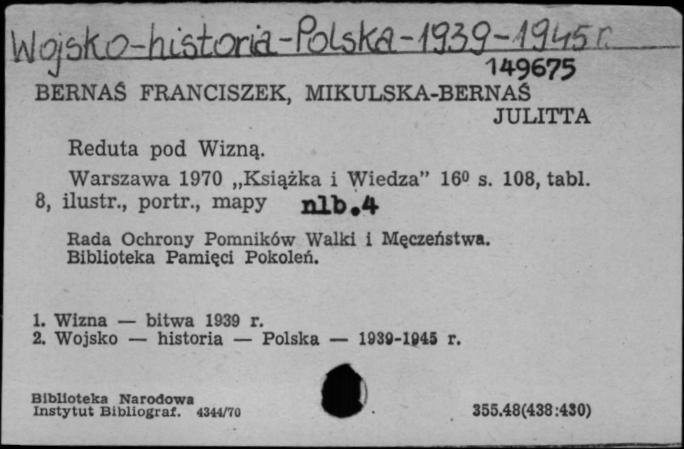 Wojsko-historia-Polska-1939-1945 r.
149675
BERNAŚ FRANCISZEK, MIKULSKA-BERNAŚ
JULITTA
Reduta pod Wizną.
Warszawa 1970 „Książka i Wiedza” 16⁰ s. 108, tabl.
8, ilustr., portr., mapy nlb.4
Rada Ochrony Pomników Walki i Męczeństwa.
Biblioteka Pamięci Pokoleń.
1. Wizna — bitwa 1939 r.
2. Wojsko — historia — Polska — 1939-1945 r.
Biblioteka Narodowa
Instytut Bibliograf. 4344/70
355.48(438:430)